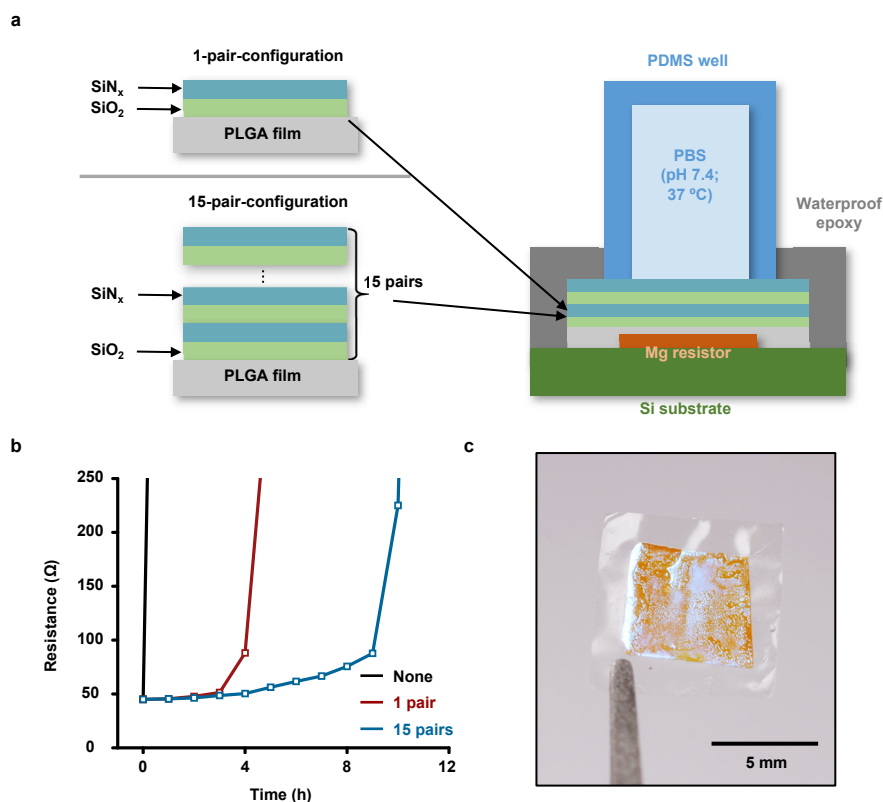 a
1-pair-configuration
SiNₓ
SiO₂
PLGA film
15-pair-configuration
15 pairs
SiNₓ
SiO₂
PLGA film
PDMS well
PBS
(pH 7.4;
37 ºC)
Waterproof
epoxy
Mg resistor
Si substrate
b
250
200
150
100
50
0
Resistance (Ω)
None
1 pair
15 pairs
0
4
8
12
Time (h)
c
5 mm